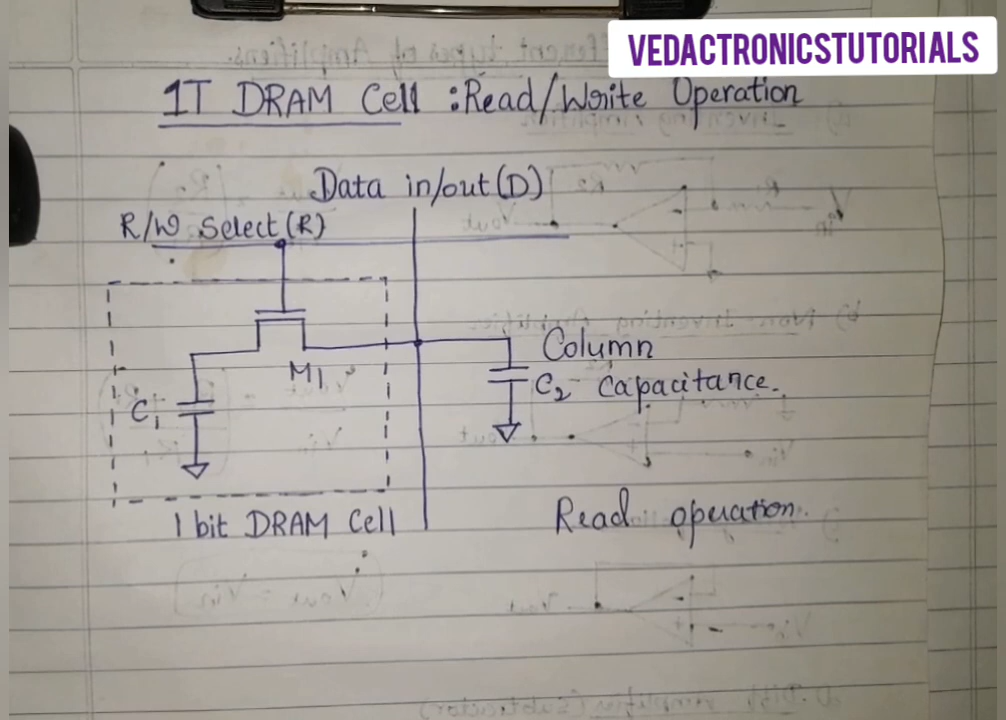 VEDACTRONICSTUTORIALS
1T DRAM Cell : Read/Write Operation
Data in/out (D)
R/W Select (R)
M1
C1
Column
C2 Capacitance.
1 bit DRAM Cell
Read operation.